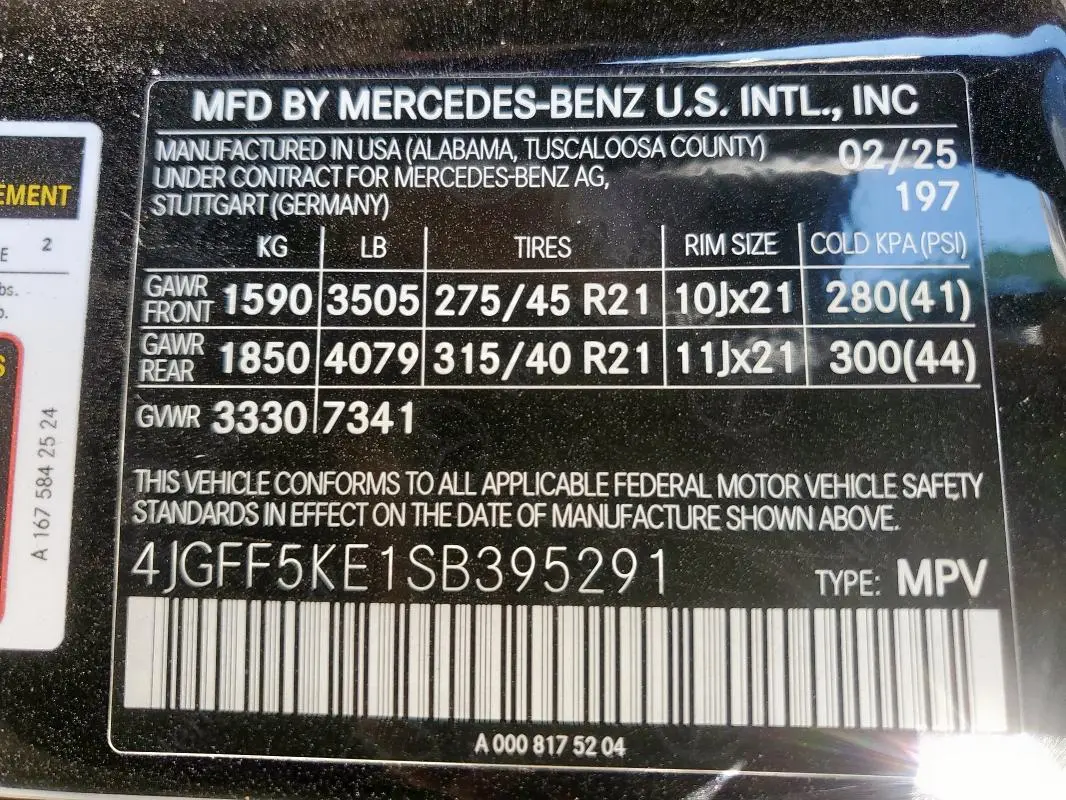 MFD BY MERCEDES-BENZ U.S. INTL., INC
MANUFACTURED IN USA (ALABAMA, TUSCALOOSA COUNTY) 02/25
UNDER CONTRACT FOR MERCEDES-BENZ AG, 197
STUTTGART (GERMANY)
KG LB TIRES RIM SIZE COLD KPA (PSI)
GAWR FRONT 1590 3505 275/45 R21 10Jx21 280(41)
GAWR REAR 1850 4079 315/40 R21 11Jx21 300(44)
GVWR 3330 7341
THIS VEHICLE CONFORMS TO ALL APPLICABLE FEDERAL MOTOR VEHICLE SAFETY
STANDARDS IN EFFECT ON THE DATE OF MANUFACTURE SHOWN ABOVE.
4JGFF5KE1SB395291 TYPE: MPV
A 000 817 52 04
EMENT
E 2
bs.
b.
S
A 167 584 25 24